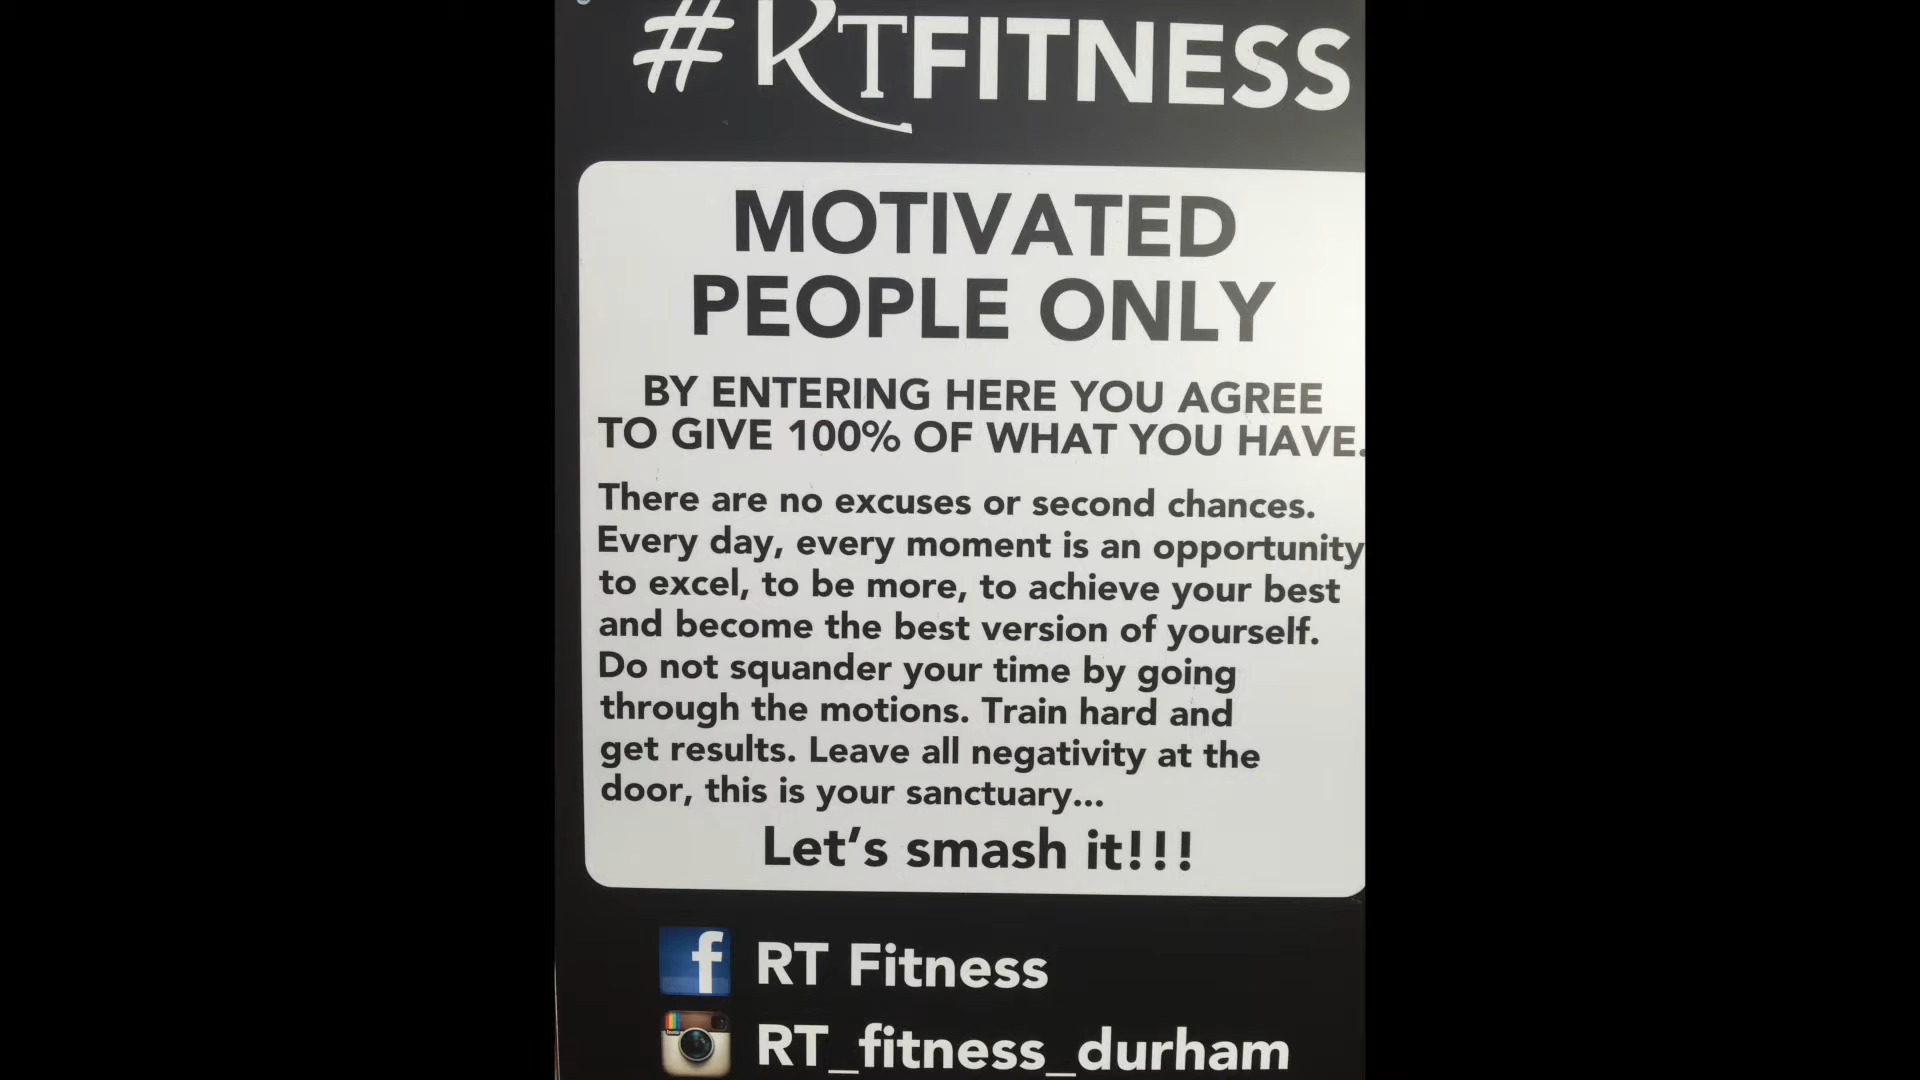 #RTFITNESS
MOTIVATED
PEOPLE ONLY
BY ENTERING HERE YOU AGREE
TO GIVE 100% OF WHAT YOU HAVE.
There are no excuses or second chances.
Every day, every moment is an opportunity
to excel, to be more, to achieve your best
and become the best version of yourself.
Do not squander your time by going
through the motions. Train hard and
get results. Leave all negativity at the
door, this is your sanctuary...
Let's smash it!!!
f RT Fitness
RT_fitness_durham